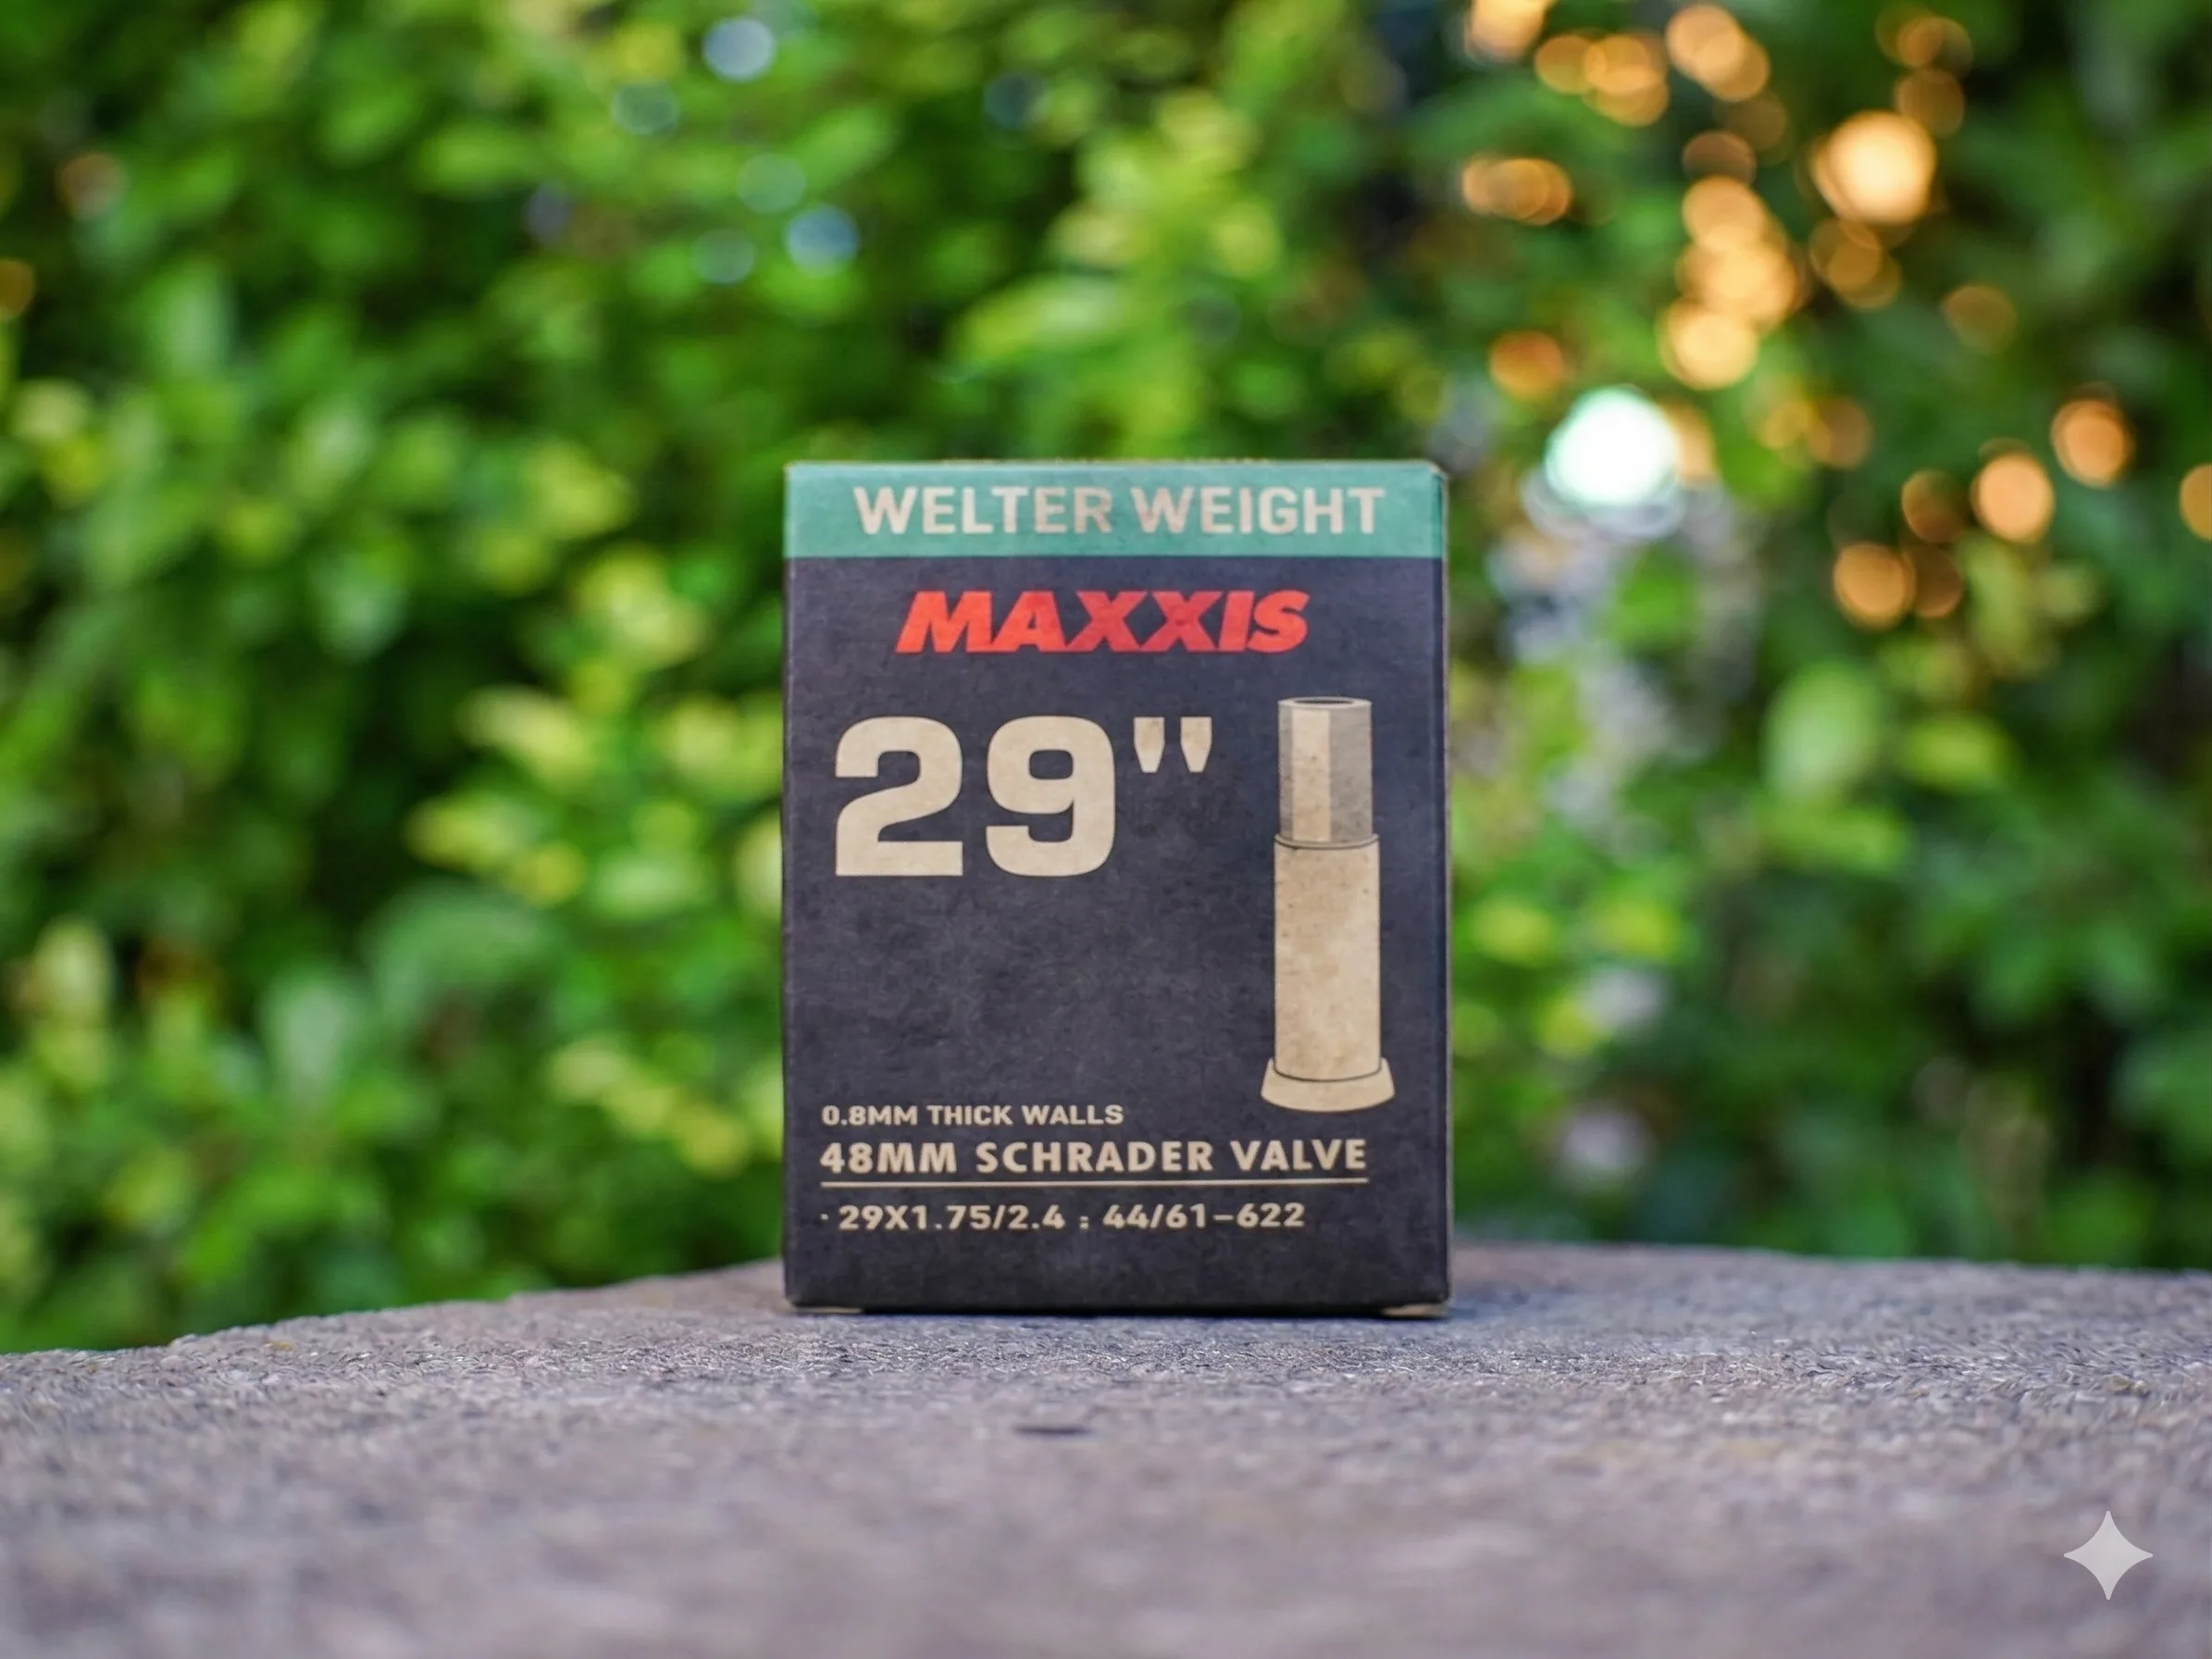 WELTER WEIGHT
MAXXIS
29"
0.8MM THICK WALLS
48MM SCHRADER VALVE
· 29X1.75/2.4 : 44/61-622